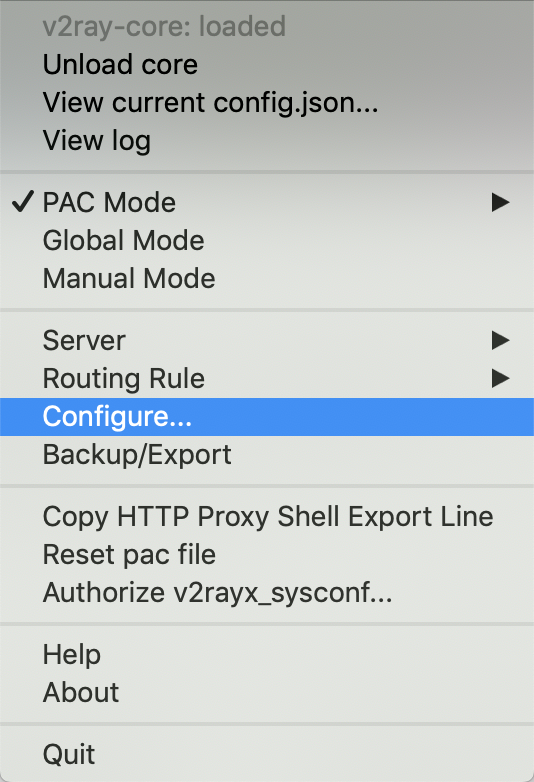 v2ray-core: loaded
Unload core
View current config.json...
View log
PAC Mode
Global Mode
Manual Mode
Server
Routing Rule
Configure...
Backup/Export
Copy HTTP Proxy Shell Export Line
Reset pac file
Authorize v2rayx_sysconf...
Help
About
Quit